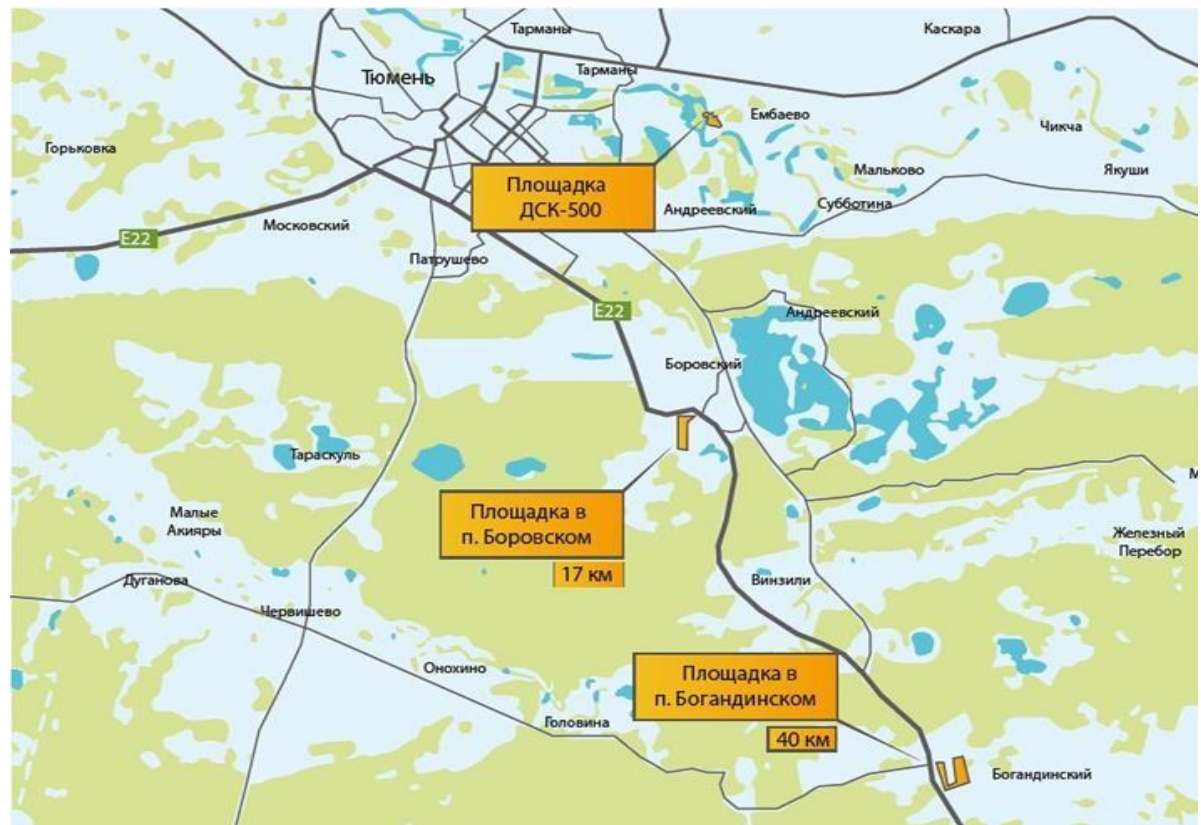 Тарманы
Каскара
Тюмень
Тарманы
Ембаево
Чикча
Горьковка
Мальково
Якуши
Площадка
ДСК-500
Андреевский
Субботина
Московский
E22
Патрушево
E22
Андреевский
Боровский
Тараскуль
М
Малые
Акияры
Площадка в
п. Боровском
17 км
Железный
Перебор
Дуганова
Винзили
Червишево
Онохино
Площадка в
п. Богандинском
Головина
40 км
Богандинский